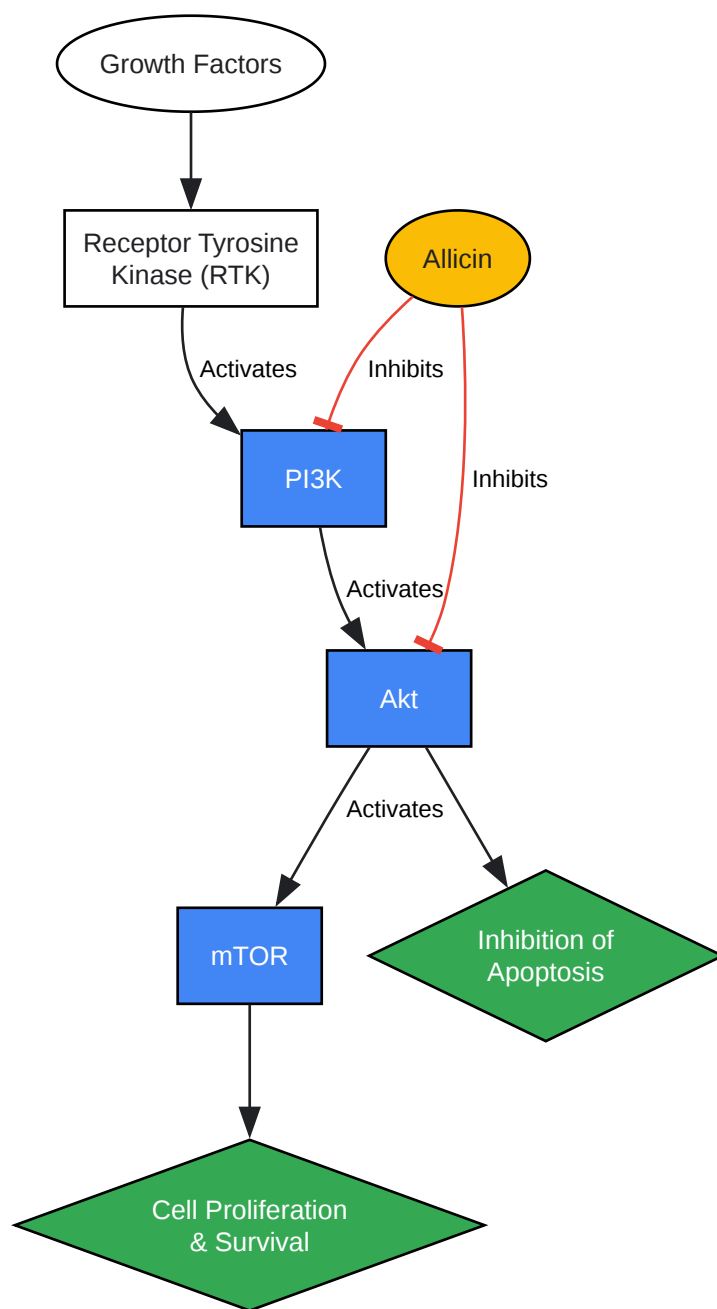 Growth Factors
Receptor Tyrosine
Kinase (RTK)
Allicin
Activates
Inhibits
PI3K
Inhibits
Activates
Akt
Activates
mTOR
Inhibition of
Apoptosis
Cell Proliferation
& Survival